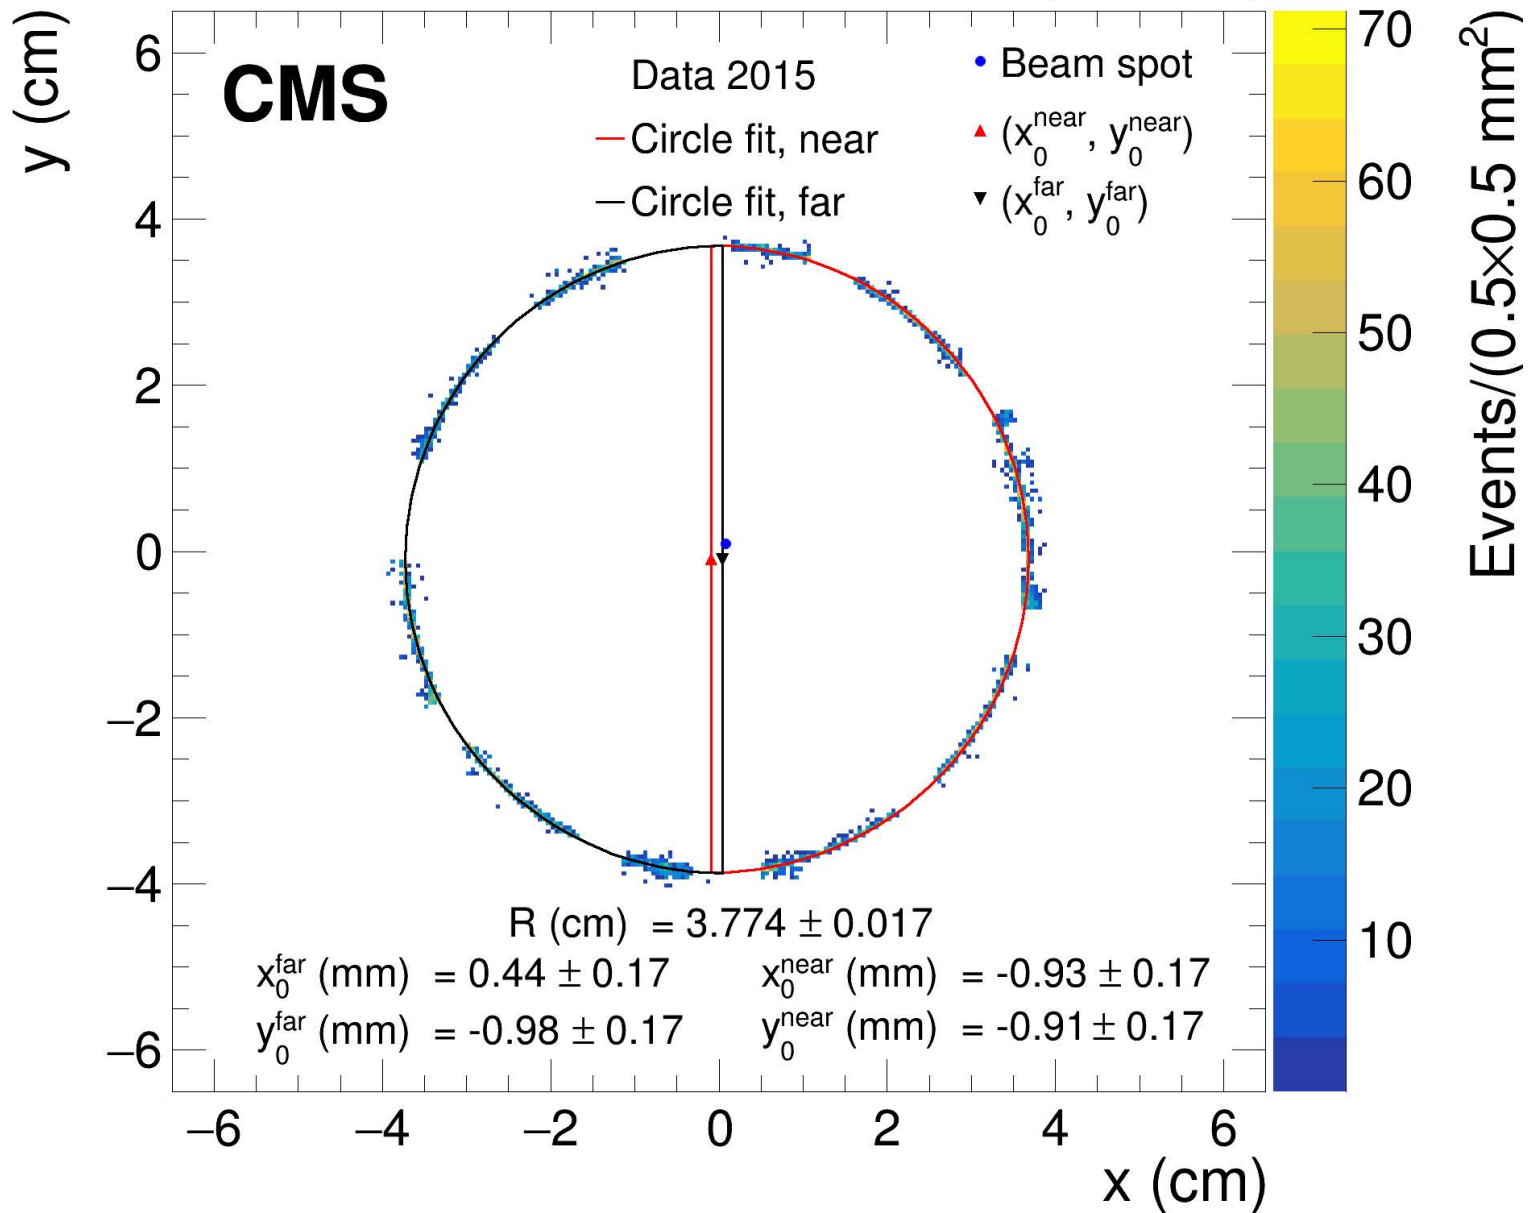 CMS
Data 2015
Circle fit, near
Circle fit, far
Beam spot
(x₀ⁿᵉᵃʳ, y₀ⁿᵉᵃʳ)
(x₀ᶠᵃʳ, y₀ᶠᵃʳ)
y (cm)
6
4
2
0
−2
−4
−6
R (cm) = 3.774 ± 0.017
x₀ᶠᵃʳ (mm) = 0.44 ± 0.17
x₀ⁿᵉᵃʳ (mm) = -0.93 ± 0.17
y₀ᶠᵃʳ (mm) = -0.98 ± 0.17
y₀ⁿᵉᵃʳ (mm) = -0.91 ± 0.17
−6 −4 −2 0 2 4 6
x (cm)
70
60
50
40
30
20
10
Events/(0.5×0.5 mm²)